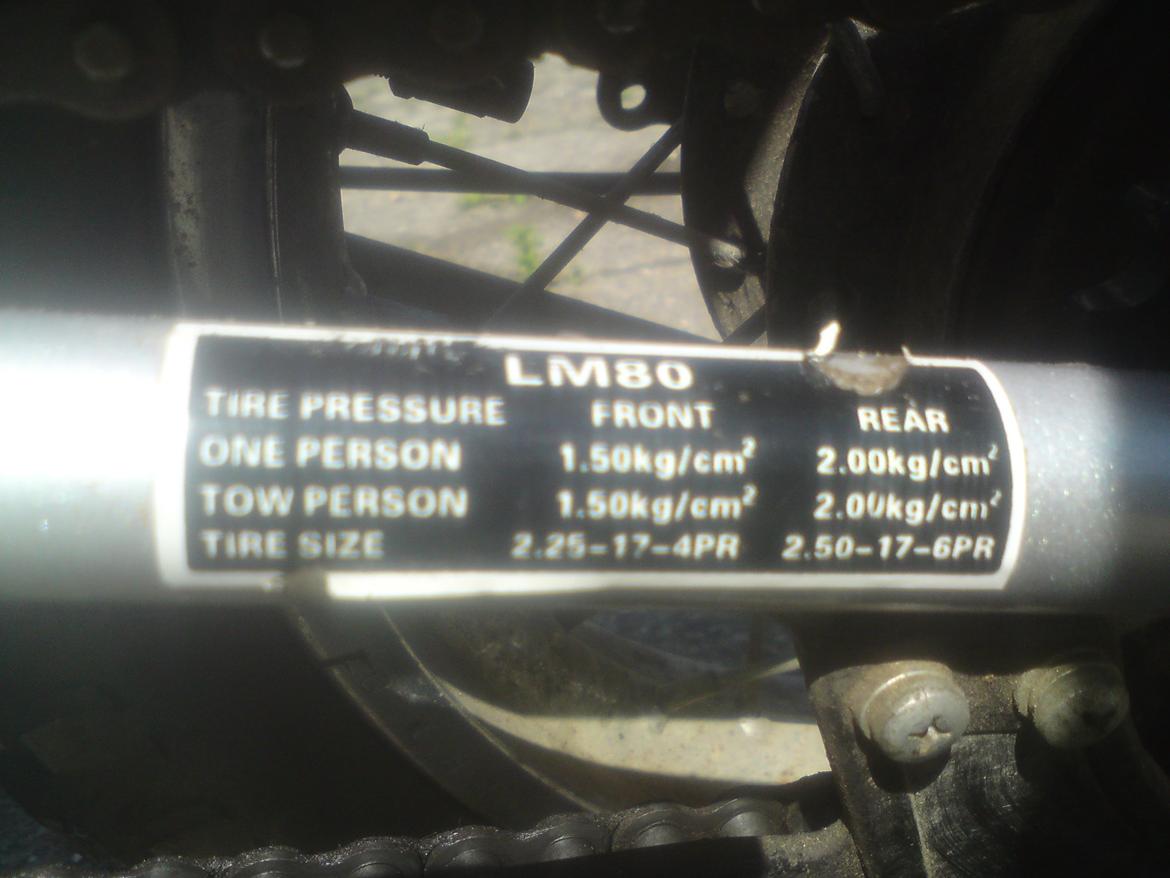 LM80
TIRE PRESSURE FRONT REAR
ONE PERSON 1.50kg/cm² 2.00kg/cm²
TOW PERSON 1.50kg/cm² 2.00kg/cm²
TIRE SIZE 2.25-17-4PR 2.50-17-6PR